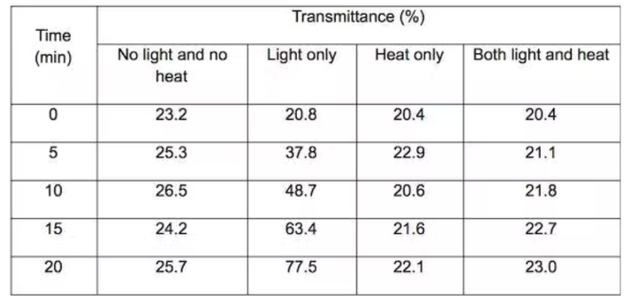 Time (min) Transmittance (%)
No light and no heat Light only Heat only Both light and heat
0 23.2 20.8 20.4 20.4
5 25.3 37.8 22.9 21.1
10 26.5 48.7 20.6 21.8
15 24.2 63.4 21.6 22.7
20 25.7 77.5 22.1 23.0